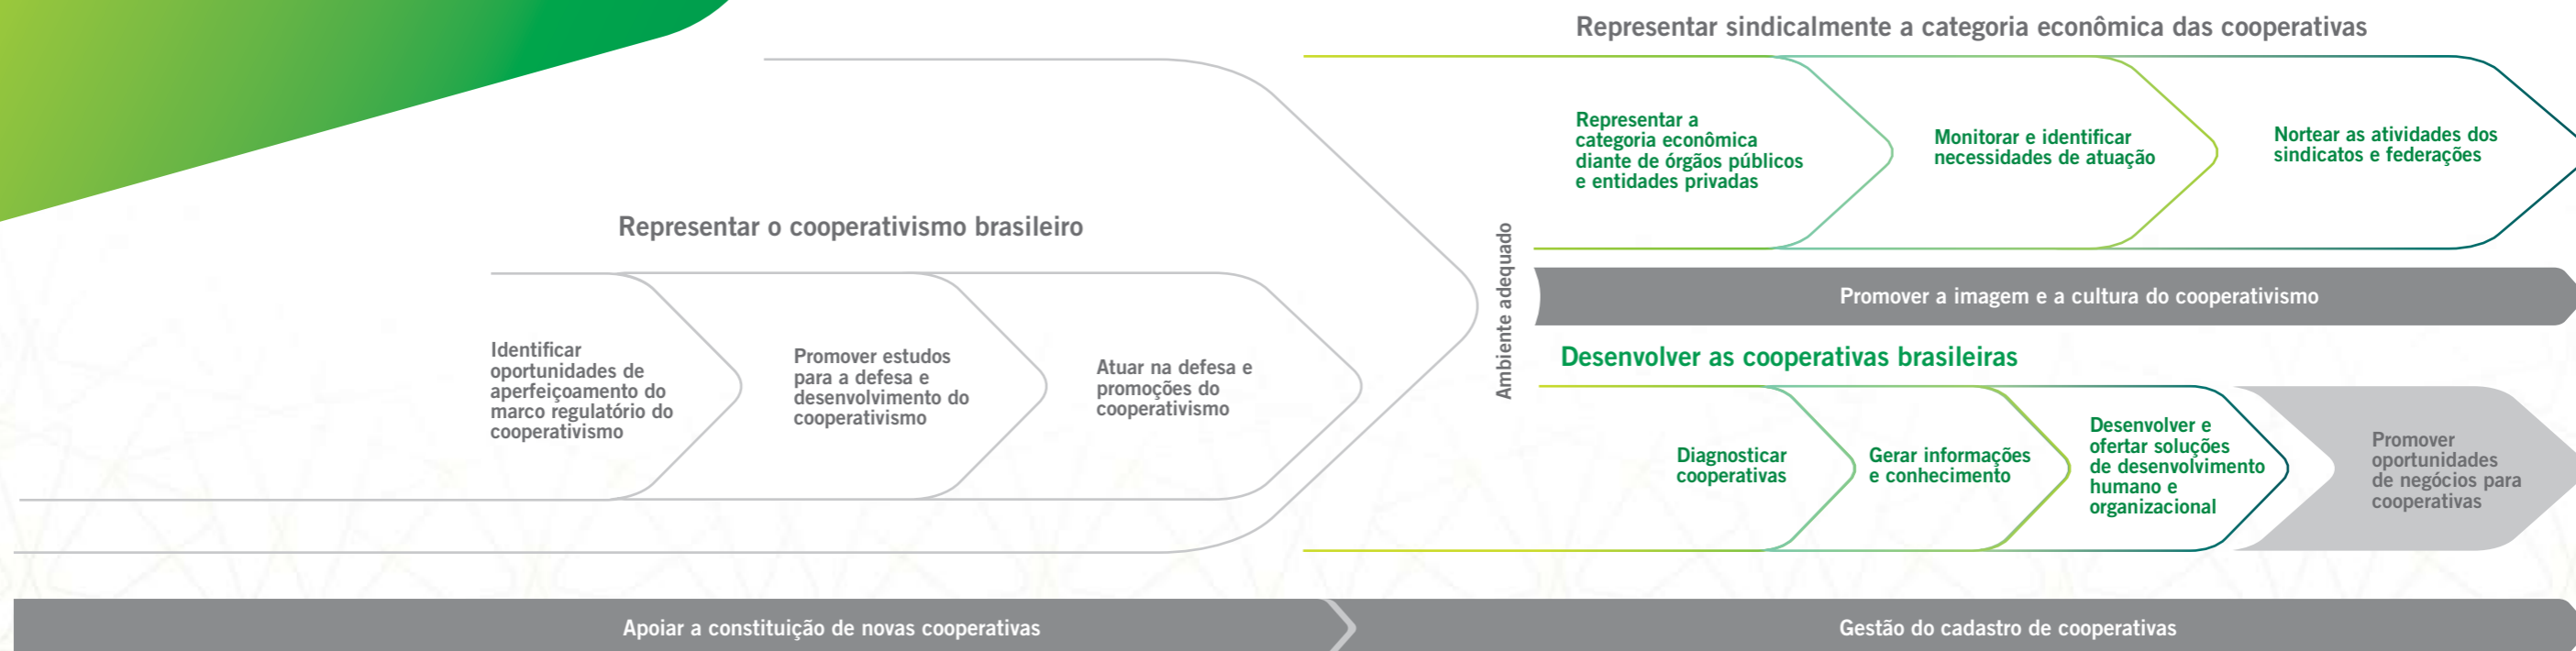 Representar sindicalmente a categoria econômica das cooperativas
Representar a
categoria econômica
diante de órgãos públicos
e entidades privadas
Monitorar e identificar
necessidades de atuação
Nortear as atividades dos
sindicatos e federações
Representar o cooperativismo brasileiro
Identificar
oportunidades de
aperfeiçoamento do
marco regulatório do
cooperativismo
Promover estudos
para a defesa e
desenvolvimento do
cooperativismo
Atuar na defesa e
promoções do
cooperativismo
Ambiente adequado
Promover a imagem e a cultura do cooperativismo
Desenvolver as cooperativas brasileiras
Diagnosticar
cooperativas
Gerar informações
e conhecimento
Desenvolver e
ofertar soluções
de desenvolvimento
humano e
organizacional
Promover
oportunidades
de negócios para
cooperativas
Apoiar a constituição de novas cooperativas
Gestão do cadastro de cooperativas